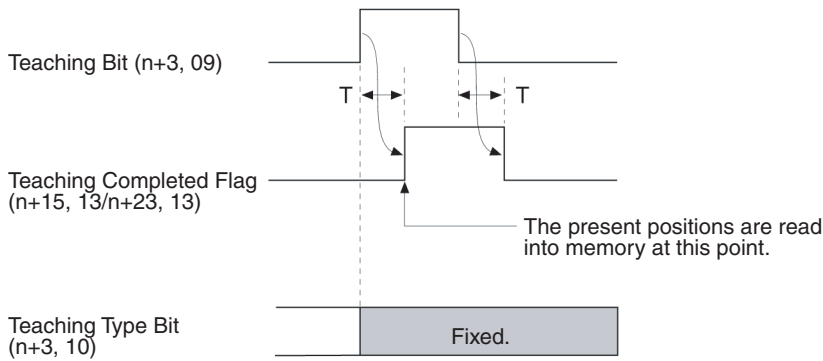 Teaching Bit (n+3, 09)
T
T
Teaching Completed Flag
(n+15, 13/n+23, 13)
The present positions are read
into memory at this point.
Teaching Type Bit
(n+3, 10)
Fixed.